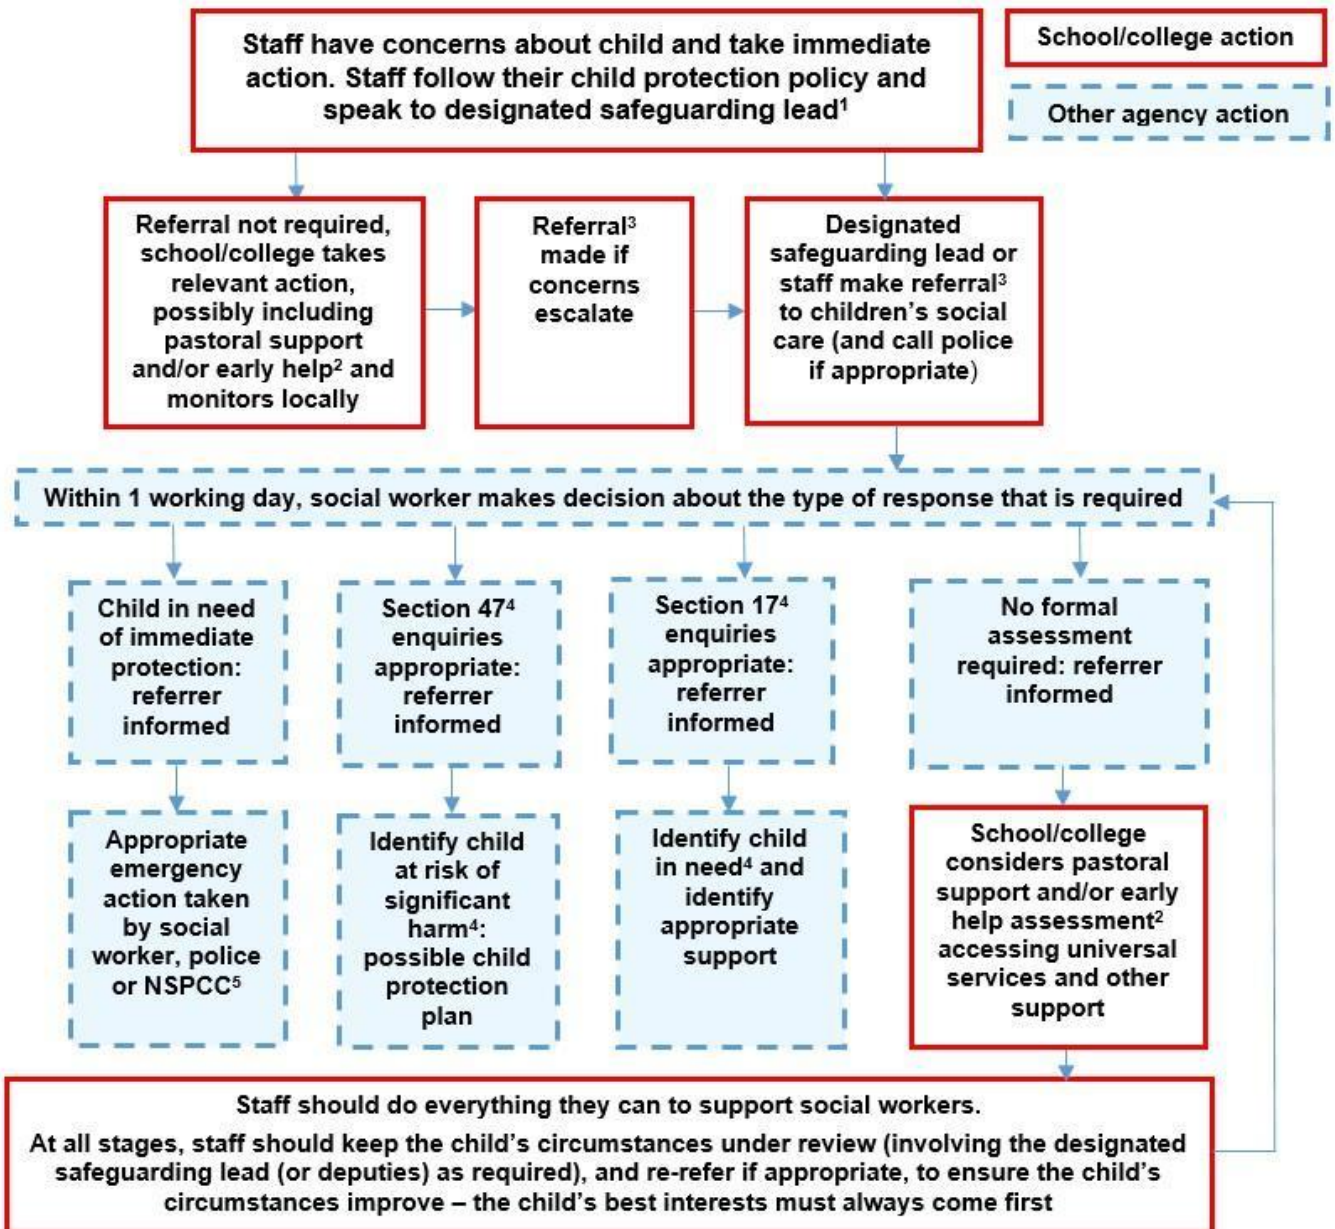 Staff have concerns about child and take immediate
action. Staff follow their child protection policy and
speak to designated safeguarding lead¹
School/college action
Other agency action
Referral not required,
school/college takes
relevant action,
possibly including
pastoral support
and/or early help² and
monitors locally
Referral³
made if
concerns
escalate
Designated
safeguarding lead or
staff make referral³
to children's social
care (and call police
if appropriate)
Within 1 working day, social worker makes decision about the type of response that is required
Child in need
of immediate
protection:
referrer
informed
Section 47⁴
enquiries
appropriate:
referrer
informed
Section 17⁴
enquiries
appropriate:
referrer
informed
No formal
assessment
required: referrer
informed
Appropriate
emergency
action taken
by social
worker, police
or NSPCC⁵
Identify child
at risk of
significant
harm⁴:
possible child
protection
plan
Identify child
in need⁴ and
identify
appropriate
support
School/college
considers pastoral
support and/or early
help assessment²
accessing universal
services and other
support
Staff should do everything they can to support social workers.
At all stages, staff should keep the child's circumstances under review (involving the designated
safeguarding lead (or deputies) as required), and re-refer if appropriate, to ensure the child's
circumstances improve – the child's best interests must always come first